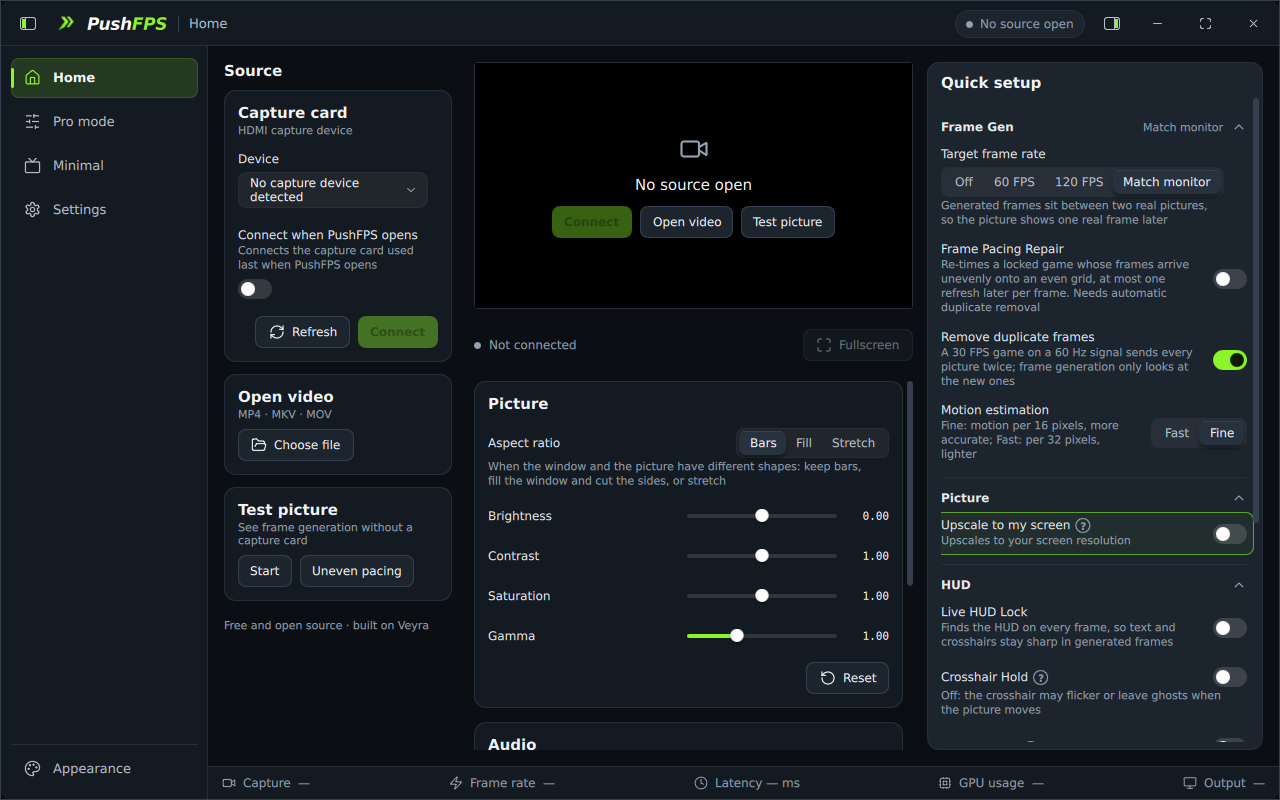 PushFPS
Home
No source open
Home
Pro mode
Minimal
Settings
Appearance
Source
Capture card
HDMI capture device
Device
No capture device
detected
Connect when PushFPS opens
Connects the capture card used
last when PushFPS opens
Refresh
Connect
Open video
MP4 · MKV · MOV
Choose file
Test picture
See frame generation without a
capture card
Start
Uneven pacing
Free and open source · built on Veyra
No source open
Connect
Open video
Test picture
Not connected
Fullscreen
Picture
Aspect ratio
Bars
Fill
Stretch
When the window and the picture have different shapes: keep bars,
fill the window and cut the sides, or stretch
Brightness
0.00
Contrast
1.00
Saturation
1.00
Gamma
1.00
Reset
Audio
Quick setup
Frame Gen
Match monitor
Target frame rate
Off
60 FPS
120 FPS
Match monitor
Generated frames sit between two real pictures,
so the picture shows one real frame later
Frame Pacing Repair
Re-times a locked game whose frames arrive
unevenly onto an even grid, at most one
refresh later per frame. Needs automatic
duplicate removal
Remove duplicate frames
A 30 FPS game on a 60 Hz signal sends every
picture twice; frame generation only looks at
the new ones
Motion estimation
Fine: motion per 16 pixels, more
accurate; Fast: per 32 pixels,
lighter
Fast
Fine
Picture
Upscale to my screen ?
Upscales to your screen resolution
HUD
Live HUD Lock
Finds the HUD on every frame, so text and
crosshairs stay sharp in generated frames
Crosshair Hold ?
Off: the crosshair may flicker or leave ghosts when
the picture moves
Capture —
Frame rate —
Latency — ms
GPU usage —
Output —